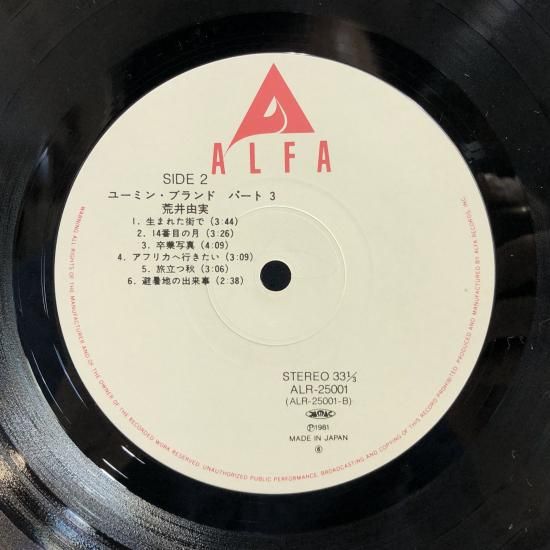 ALFA
SIDE 2
ユーミン・ブランド パート 3
荒井由実
1. 生まれた街で (3:44)
2. 14番目の月 (3:26)
3. 卒業写真 (4:09)
4. アフリカへ行きたい (3:09)
5. 旅立つ秋 (3:06)
6. 避暑地の出来事 (2:38)
STEREO 33⅓
ALR-25001
(ALR-25001-B)
Ⓟ1981
MADE IN JAPAN
⑥
WARNING: ALL RIGHTS OF THE MANUFACTURER AND OF THE OWNER OF THE RECORDED WORK RESERVED. UNAUTHORIZED PUBLIC PERFORMANCE, BROADCASTING AND COPYING OF THIS RECORD PROHIBITED. PRODUCED AND MANUFACTURED BY ALFA RECORDS, INC.